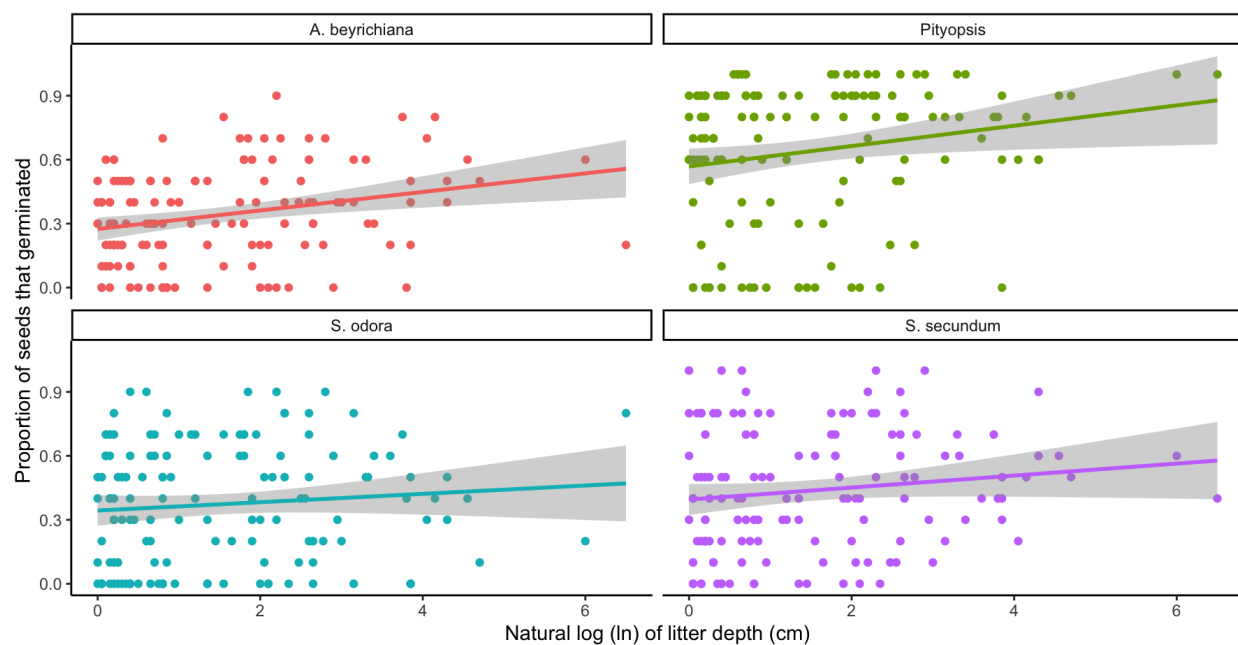 A. beyrichiana
Pityopsis
0.9
0.6
0.3
0.0
S. odora
S. secundum
0.9
0.6
0.3
0.0
0 2 4 6 0 2 4 6
Natural log (ln) of litter depth (cm)
Proportion of seeds that germinated